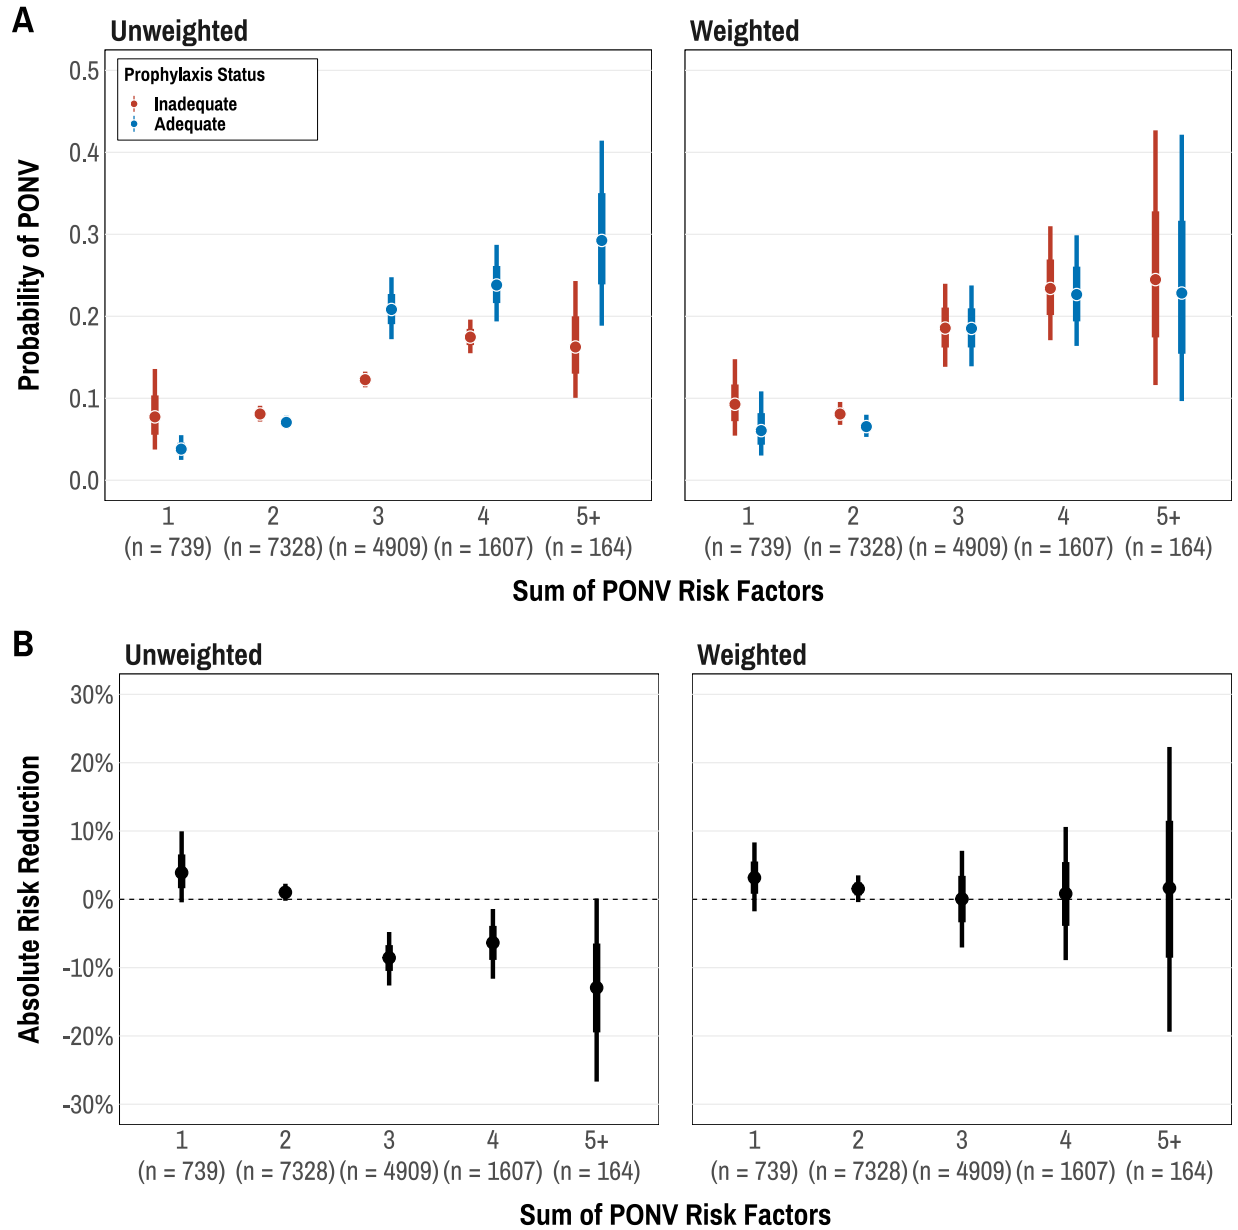 A
Unweighted
Weighted
Prophylaxis Status
Inadequate
Adequate
Probability of PONV
0.5
0.4
0.3
0.2
0.1
0.0
1 2 3 4 5+ 1 2 3 4 5+
(n = 739) (n = 7328) (n = 4909) (n = 1607) (n = 164) (n = 739) (n = 7328) (n = 4909) (n = 1607) (n = 164)
Sum of PONV Risk Factors
B
Unweighted
Weighted
Absolute Risk Reduction
30%
20%
10%
0%
-10%
-20%
-30%
1 2 3 4 5+ 1 2 3 4 5+
(n = 739) (n = 7328) (n = 4909) (n = 1607) (n = 164) (n = 739) (n = 7328) (n = 4909) (n = 1607) (n = 164)
Sum of PONV Risk Factors